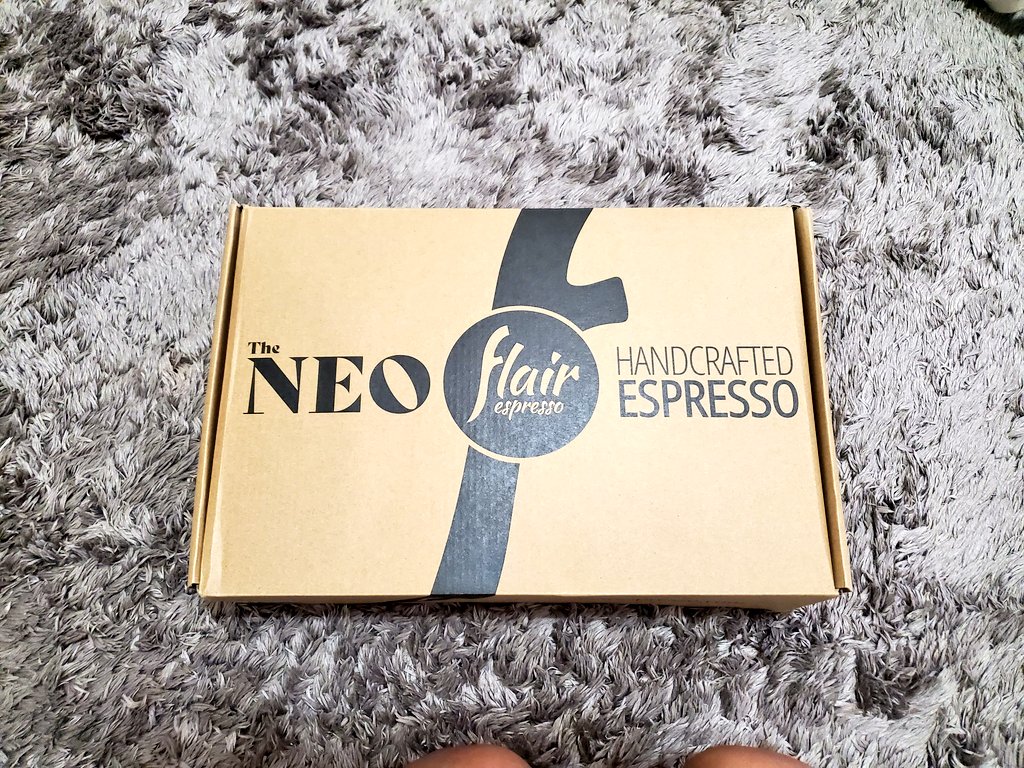 The
NEO
flair
espresso
HANDCRAFTED
ESPRESSO